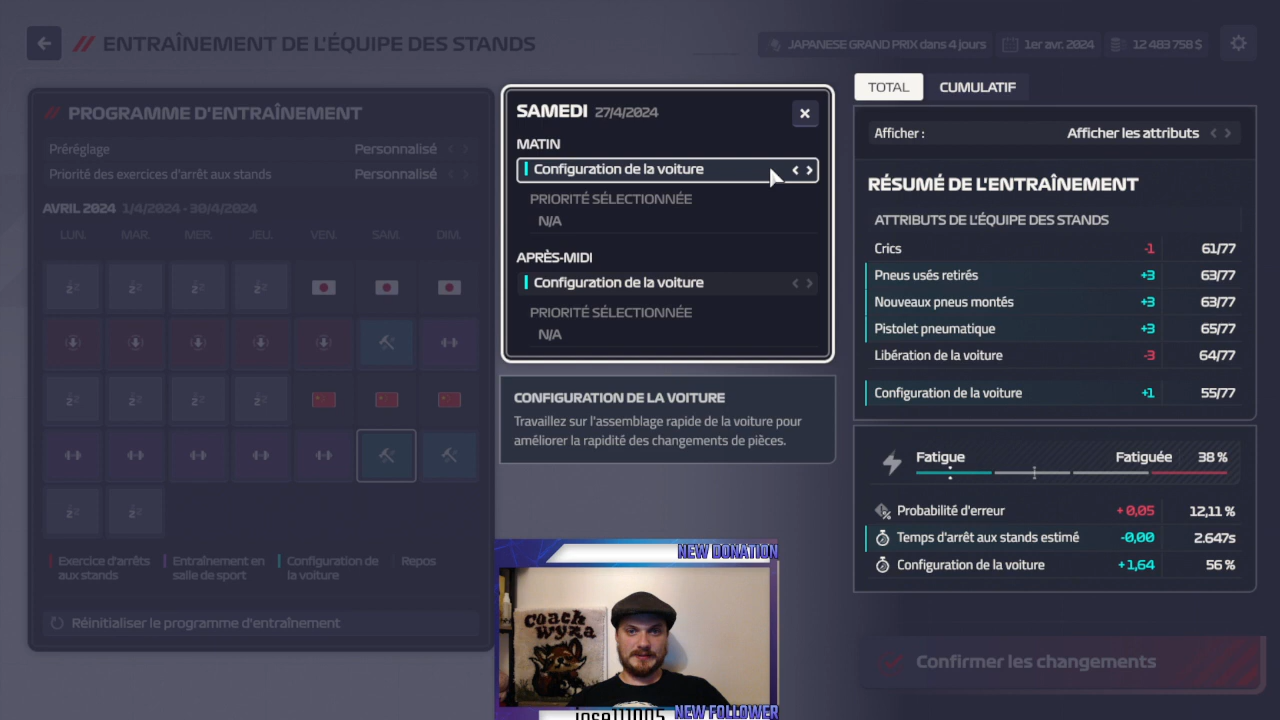 ENTRAÎNEMENT DE L'ÉQUIPE DES STANDS
JAPANESE GRAND PRIX dans 4 jours
1er avr. 2024
12 483 758 $
PROGRAMME D'ENTRAÎNEMENT
Préréglage Personnalisé
Priorité des exercices d'arrêt aux stands Personnalisé
AVRIL 2024 1/4/2024 - 30/4/2024
LUN. MAR. MER. JEU. VEN. SAM. DIM.
Exercice d'arrêts aux stands
Entraînement en salle de sport
Configuration de la voiture
Repos
Réinitialiser le programme d'entraînement
SAMEDI 27/4/2024
MATIN
Configuration de la voiture
PRIORITÉ SÉLECTIONNÉE
N/A
APRÈS-MIDI
Configuration de la voiture
PRIORITÉ SÉLECTIONNÉE
N/A
CONFIGURATION DE LA VOITURE
Travaillez sur l'assemblage rapide de la voiture pour
améliorer la rapidité des changements de pièces.
NEW DONATION
COACH
WYZA
NEW FOLLOWER
TOTAL CUMULATIF
Afficher : Afficher les attributs
RÉSUMÉ DE L'ENTRAÎNEMENT
ATTRIBUTS DE L'ÉQUIPE DES STANDS
Crics -1 61/77
Pneus usés retirés +3 63/77
Nouveaux pneus montés +3 63/77
Pistolet pneumatique +3 65/77
Libération de la voiture -3 64/77
Configuration de la voiture +1 55/77
Fatigue Fatiguée 38 %
Probabilité d'erreur + 0,05 12,11 %
Temps d'arrêt aux stands estimé -0,00 2.647s
Configuration de la voiture +1,64 56 %
Confirmer les changements